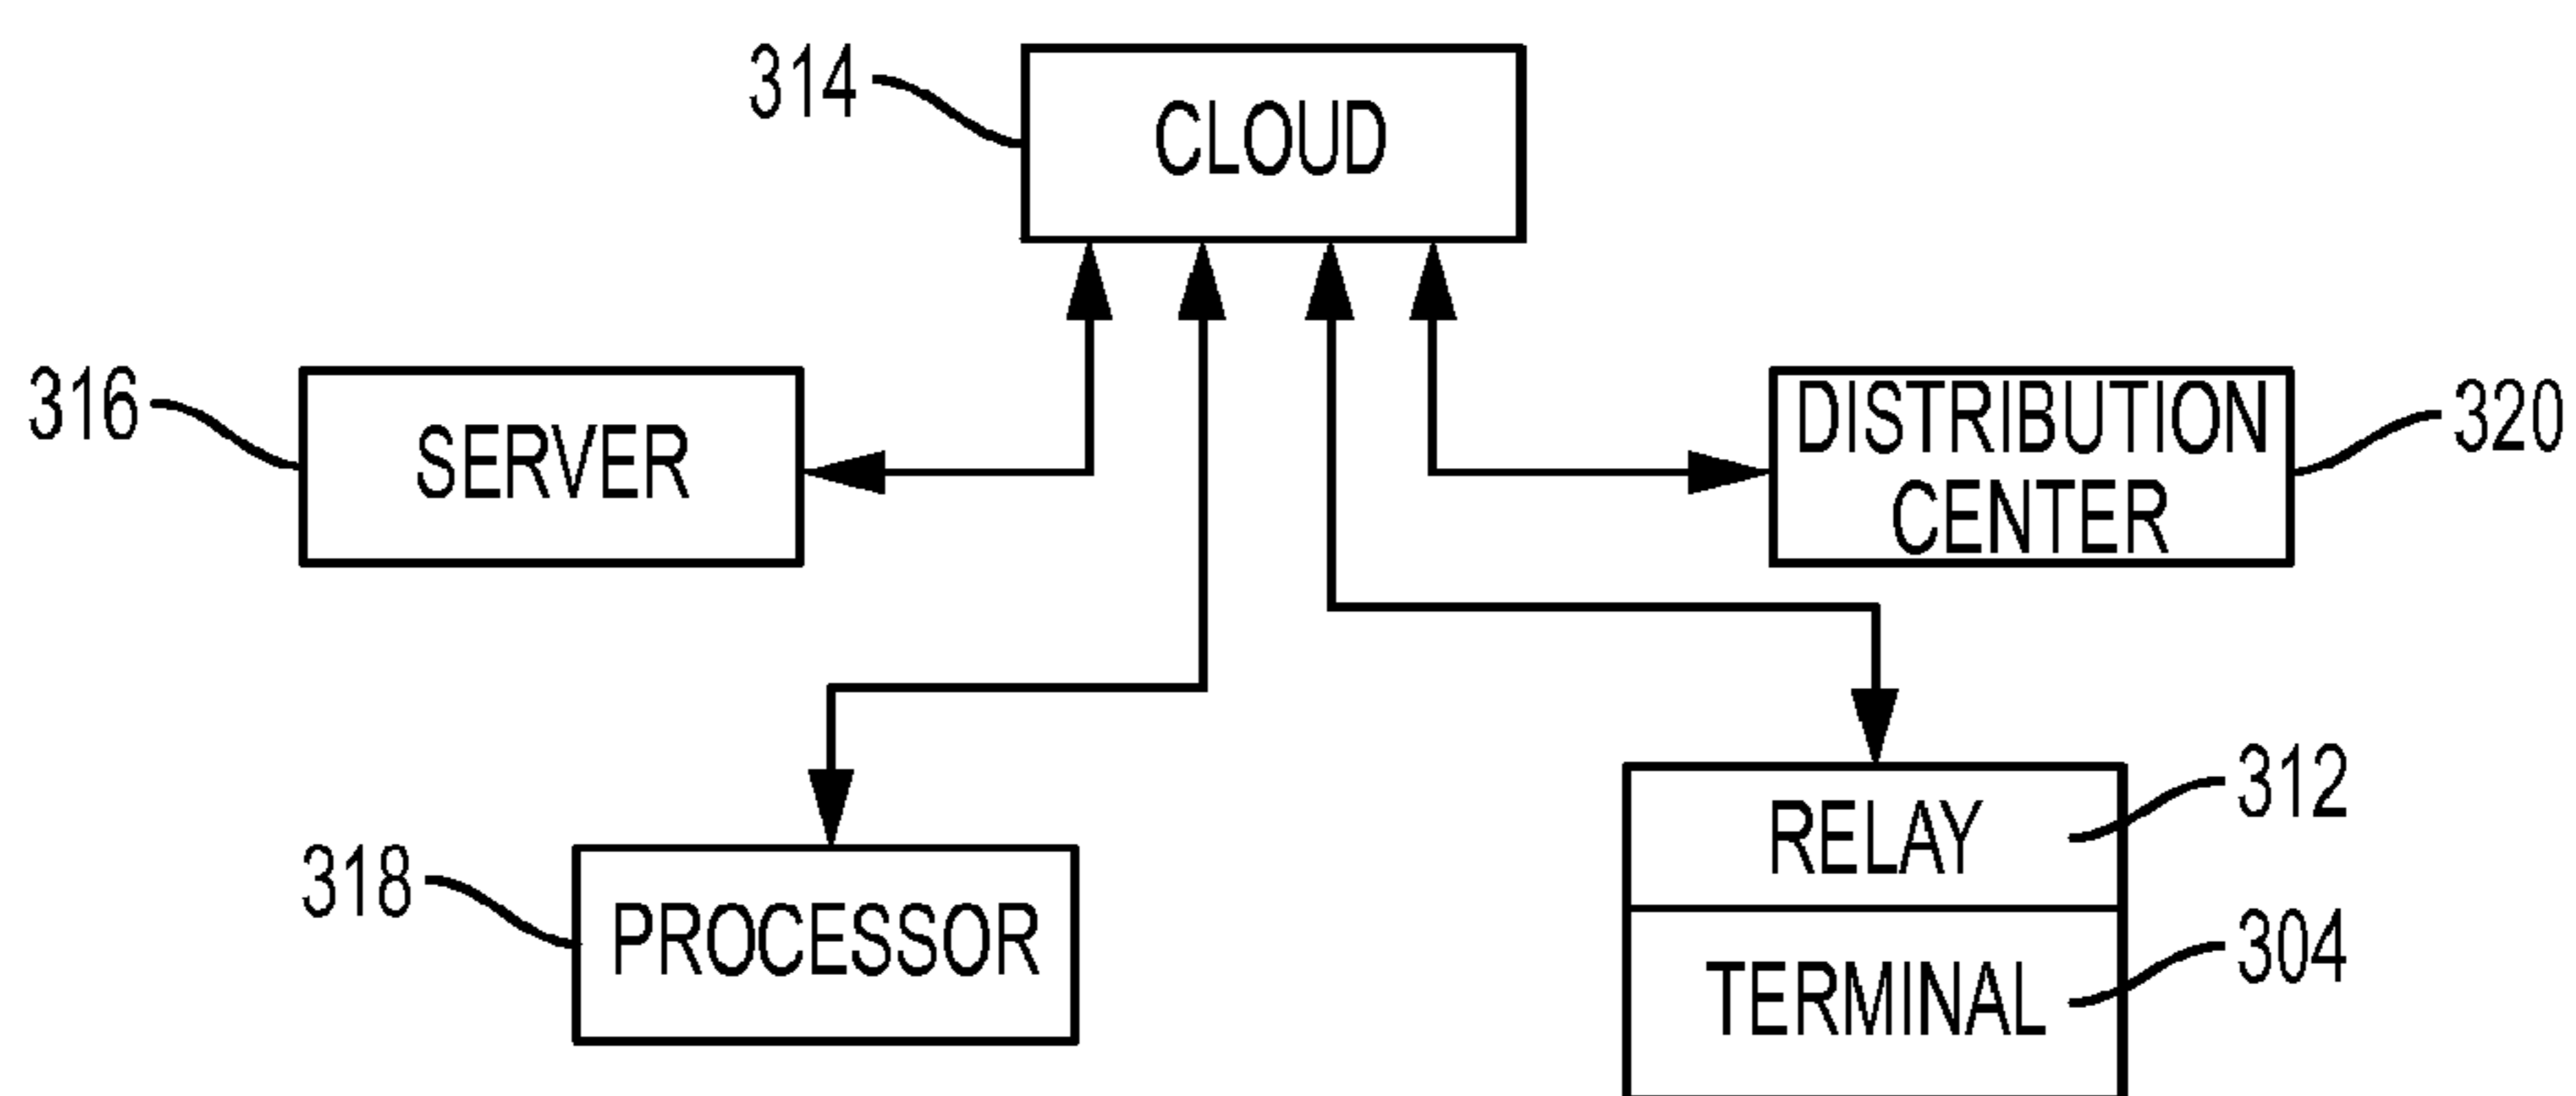 314
CLOUD
316
SERVER
DISTRIBUTION
CENTER
320
318
PROCESSOR
RELAY
312
TERMINAL
304